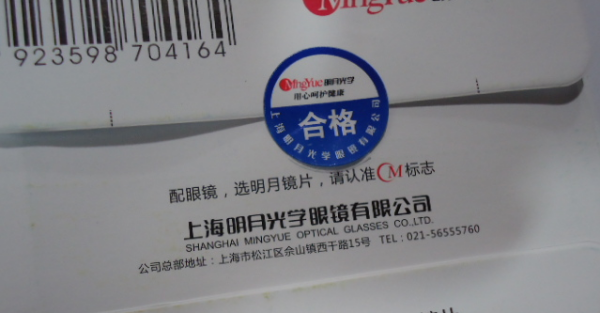 923598 704164
MingYue
MingYue 明月光学
用心呵护健康
合格
上海明月光学眼镜有限公司
配眼镜，选明月镜片，请认准CM标志
上海明月光学眼镜有限公司
SHANGHAI MINGYUE OPTICAL GLASSES CO.,LTD.
公司总部地址：上海市松江区佘山镇西干路15号 TEL：021-56555760